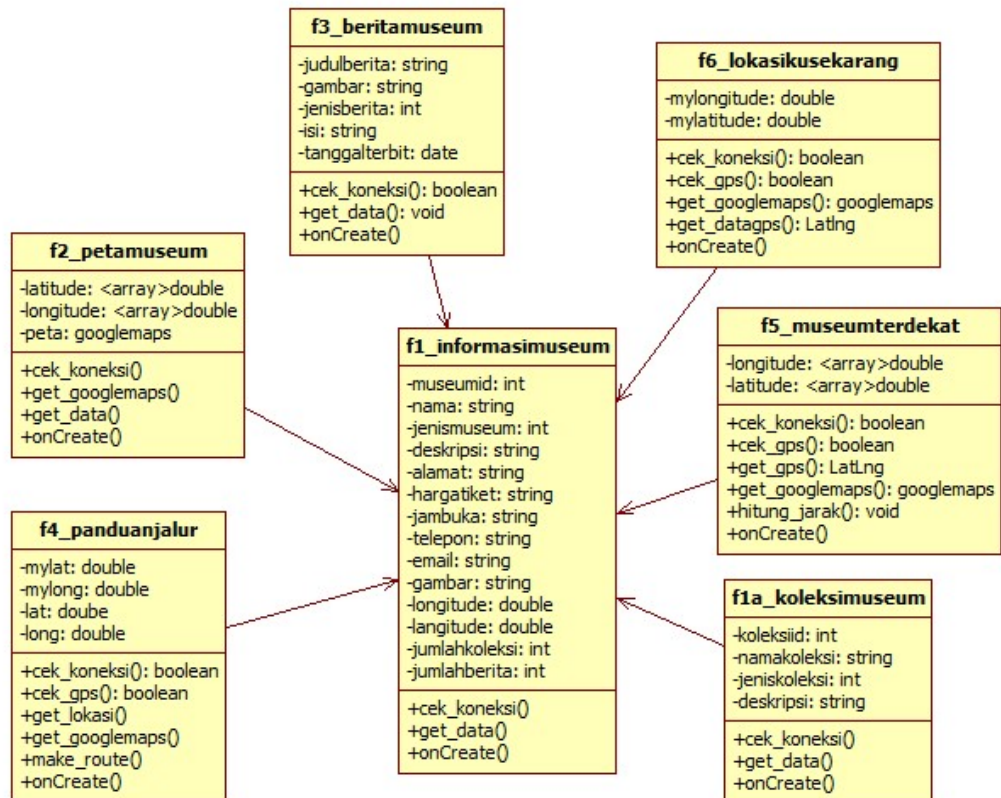 f3_beritamuseum
-judulberita: string
-gambar: string
-jenisberita: int
-isi: string
-tanggalterbit: date
+cek_koneksi(): boolean
+get_data(): void
+onCreate()
f6_lokasikusekarang
-mylongitude: double
-mylatitude: double
+cek_koneksi(): boolean
+cek_gps(): boolean
+get_googlemaps(): googlemaps
+get_datagps(): Latlng
+onCreate()
f2_petamuseum
-latitude: <array>double
-longitude: <array>double
-peta: googlemaps
+cek_koneksi()
+get_googlemaps()
+get_data()
+onCreate()
f1_informasimuseum
-museumid: int
-nama: string
-jenismuseum: int
-deskripsi: string
-alamat: string
-hargatiket: string
-jambuka: string
-telepon: string
-email: string
-gambar: string
-longitude: double
-langitude: double
-jumlahkoleksi: int
-jumlahberita: int
+cek_koneksi()
+get_data()
+onCreate()
f5_museumterdekat
-longitude: <array>double
-latitude: <array>double
+cek_koneksi(): boolean
+cek_gps(): boolean
+get_gps(): LatLng
+get_googlemaps(): googlemaps
+hitung_jarak(): void
+onCreate()
f4_panduanjalur
-mylat: double
-mylong: double
-lat: doube
-long: double
+cek_koneksi(): boolean
+cek_gps(): boolean
+get_lokasi()
+get_googlemaps()
+make_route()
+onCreate()
f1a_koleksimuseum
-koleksiid: int
-namakoleksi: string
-jeniskoleksi: int
-deskripsi: string
+cek_koneksi()
+get_data()
+onCreate()